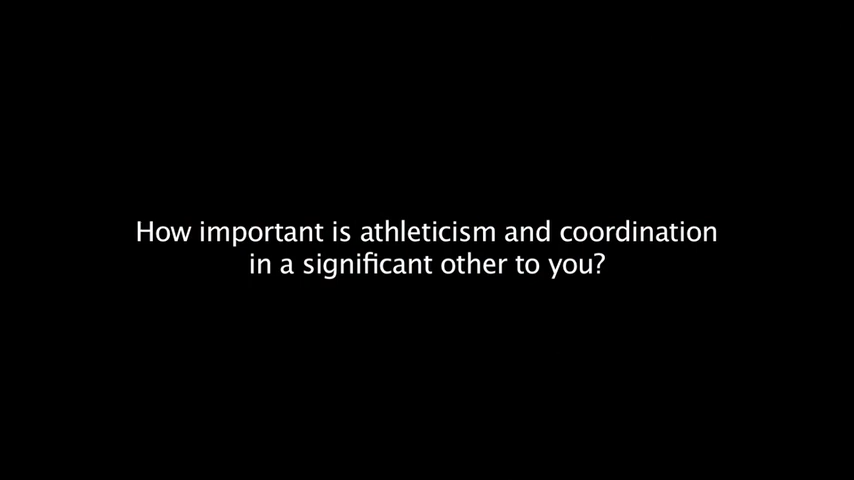 How important is athleticism and coordination
in a significant other to you?